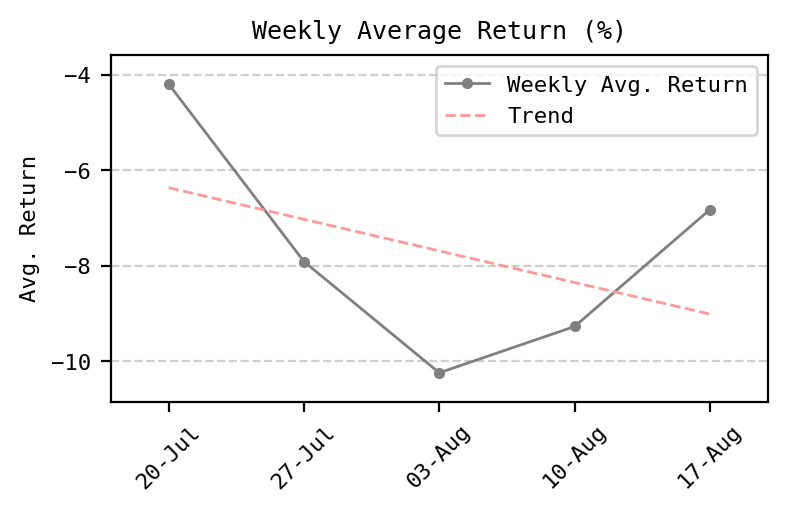 Weekly Average Return (%)
Weekly Avg. Return
Trend
Avg. Return
−4
−6
−8
−10
20-Jul
27-Jul
03-Aug
10-Aug
17-Aug